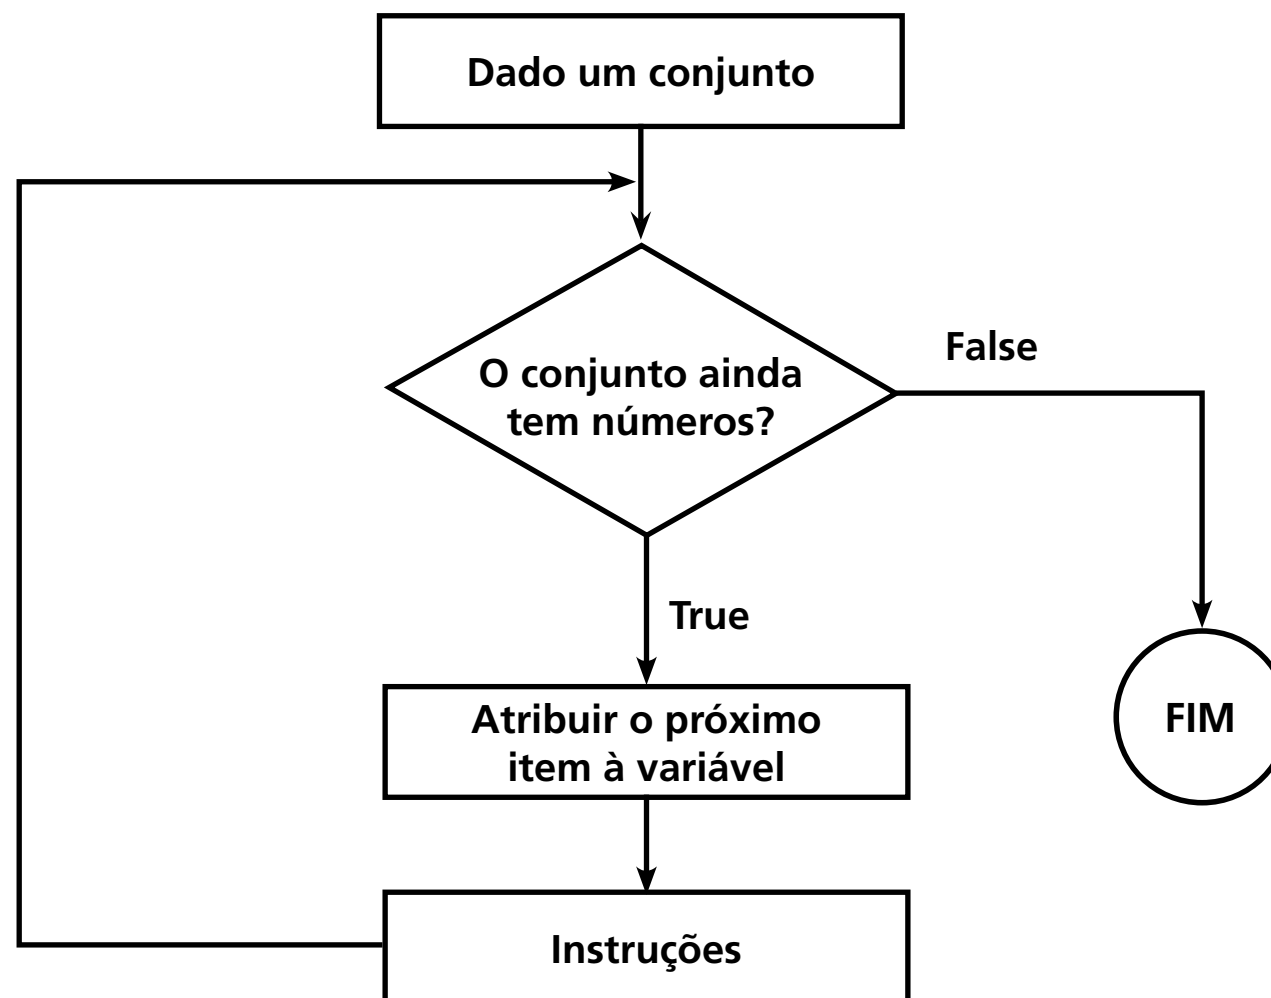 Dado um conjunto
O conjunto ainda
tem números?
False
True
Atribuir o próximo
item à variável
FIM
Instruções